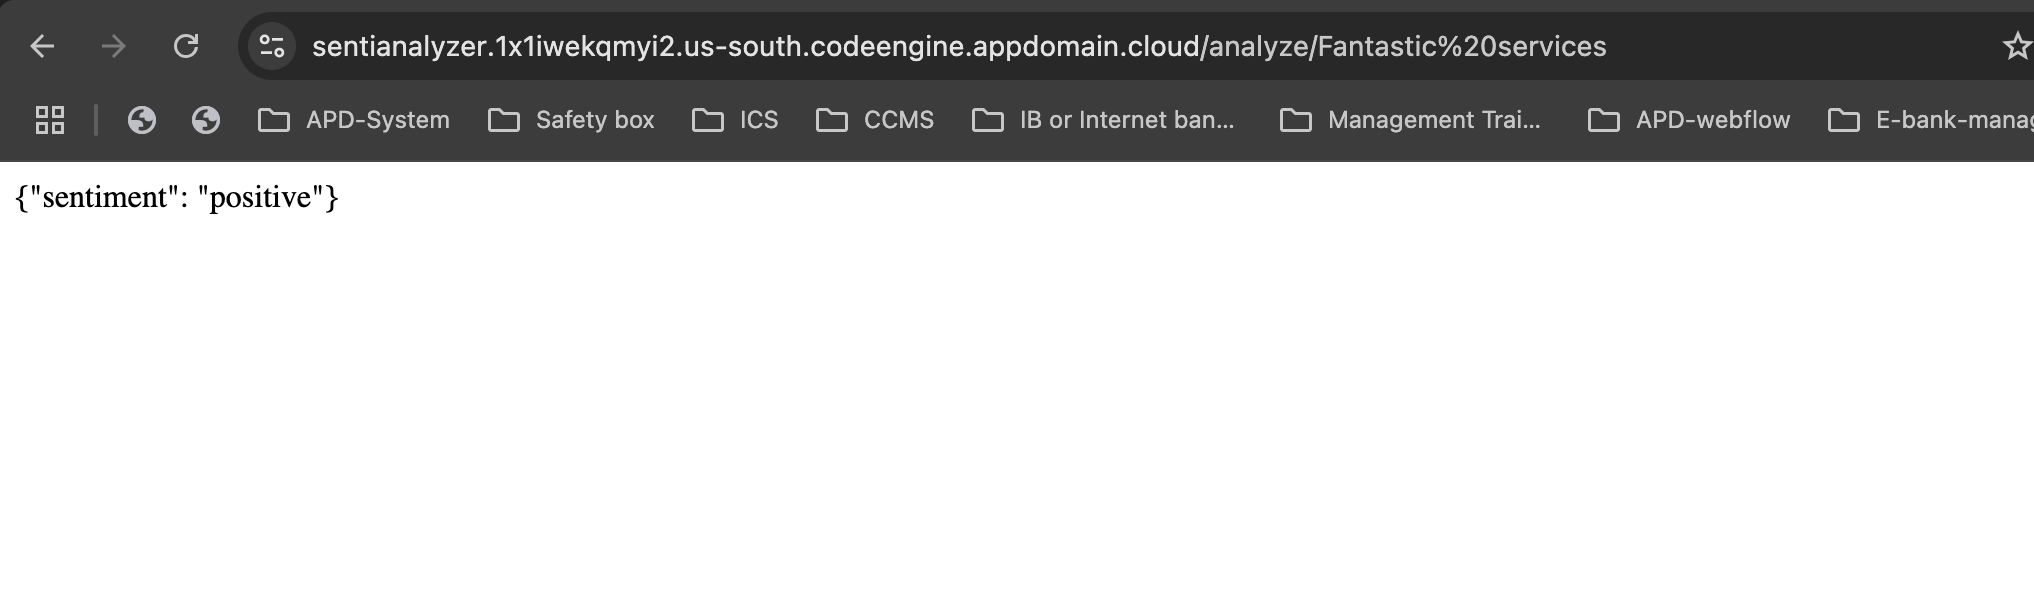 sentianalyzer.1x1iwekqmyi2.us-south.codeengine.appdomain.cloud/analyze/Fantastic%20services
APD-System Safety box ICS CCMS IB or Internet ban... Management Trai... APD-webflow E-bank-manag
{"sentiment": "positive"}